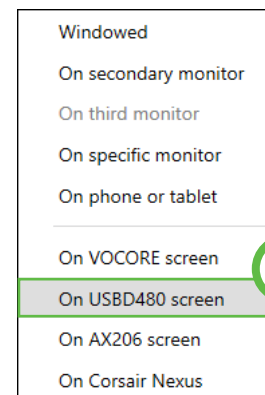 Windowed
On secondary monitor
On third monitor
On specific monitor
On phone or tablet
On VOCORE screen
On USBD480 screen
On AX206 screen
On Corsair Nexus